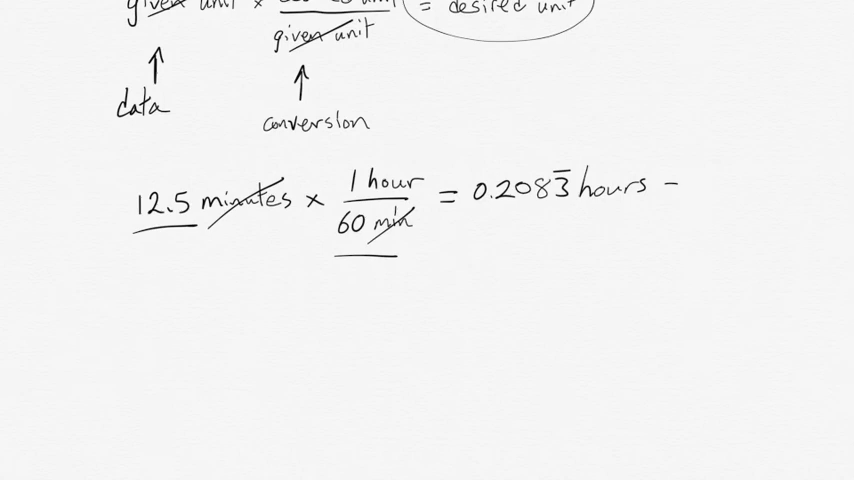 given unit × = desired unit
given unit
data
conversion
12.5 minutes × 1 hour / 60 min = 0.2083̅ hours –